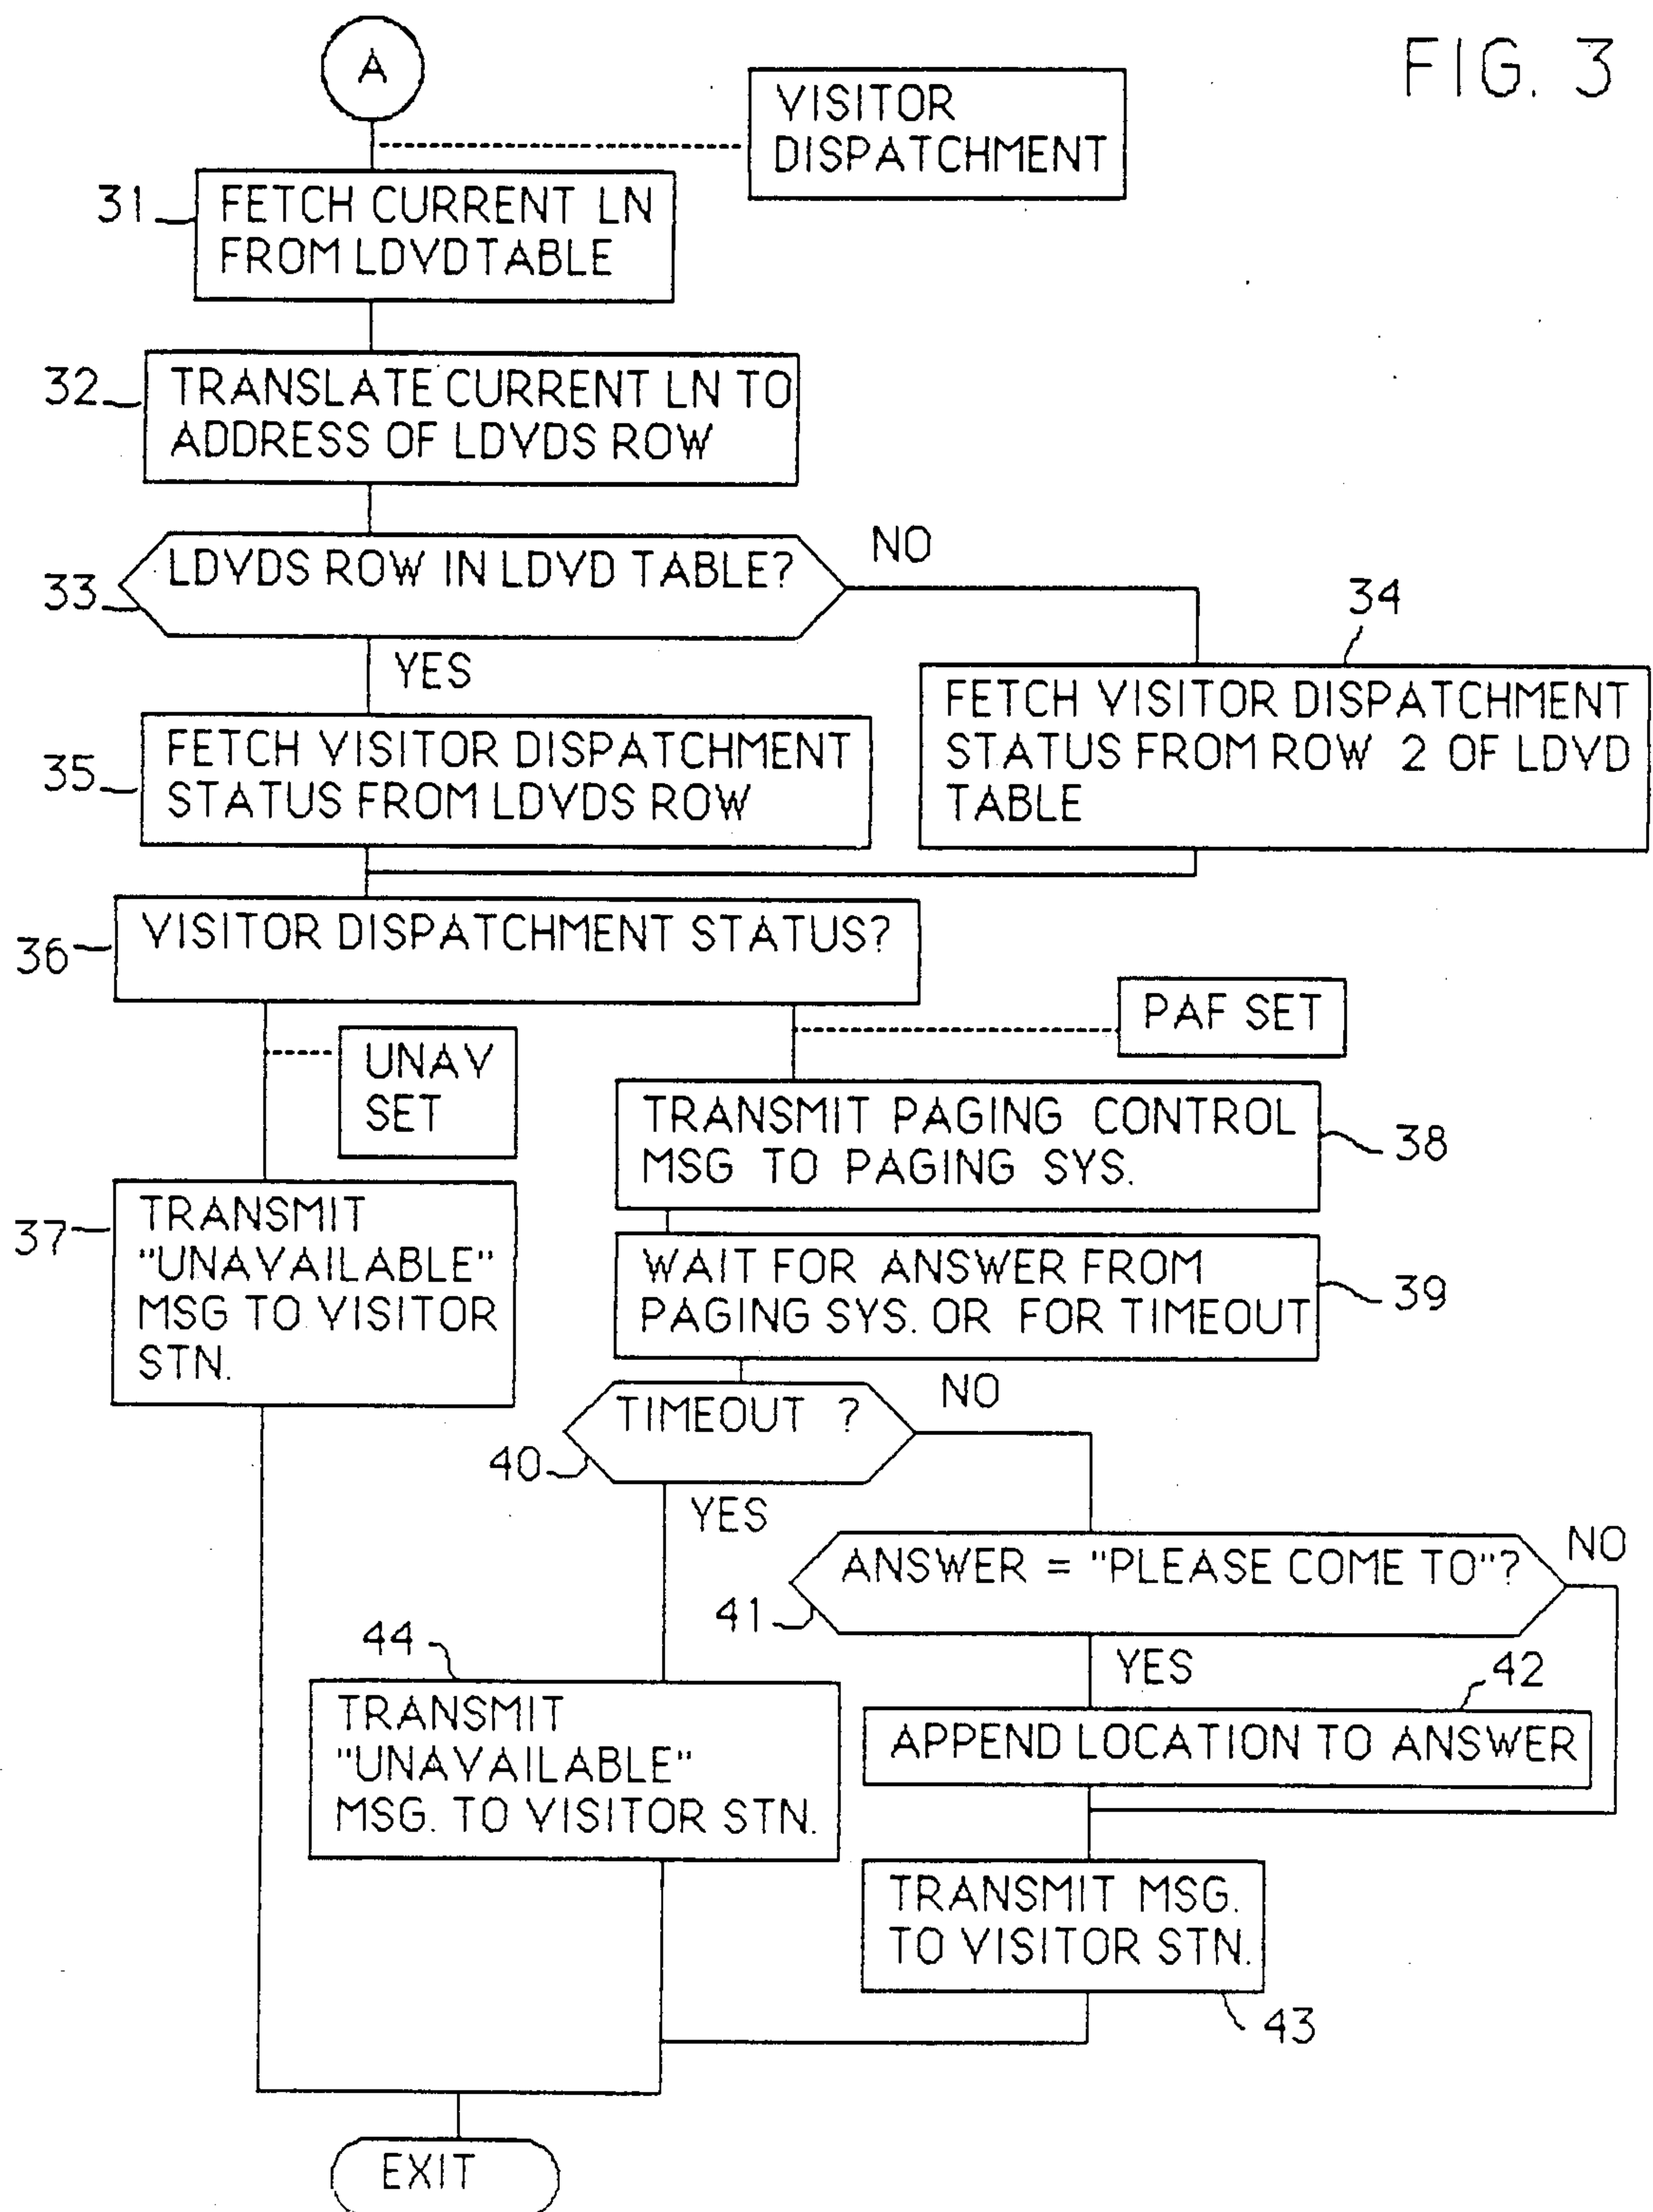 FIG. 3
A
VISITOR
DISPATCHMENT
31
FETCH CURRENT LN
FROM LDVD TABLE
32
TRANSLATE CURRENT LN TO
ADDRESS OF LDVDS ROW
33
LDVDS ROW IN LDVD TABLE?
NO
YES
34
FETCH VISITOR DISPATCHMENT
STATUS FROM ROW 2 OF LDVD
TABLE
35
FETCH VISITOR DISPATCHMENT
STATUS FROM LDVDS ROW
36
VISITOR DISPATCHMENT STATUS?
UNAV
SET
PAF SET
37
TRANSMIT
"UNAVAILABLE"
MSG TO VISITOR
STN.
TRANSMIT PAGING CONTROL
MSG TO PAGING SYS.
38
WAIT FOR ANSWER FROM
PAGING SYS. OR FOR TIMEOUT
39
TIMEOUT ?
40
NO
YES
ANSWER = "PLEASE COME TO"?
41
NO
YES
42
APPEND LOCATION TO ANSWER
44
TRANSMIT
"UNAVAILABLE"
MSG. TO VISITOR STN.
TRANSMIT MSG.
TO VISITOR STN.
43
EXIT